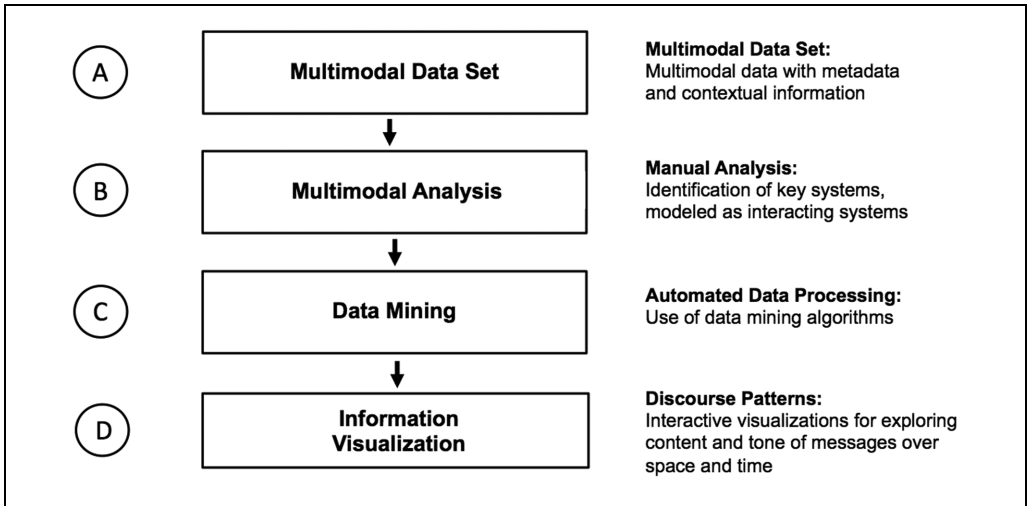 A
Multimodal Data Set
Multimodal Data Set:
Multimodal data with metadata
and contextual information
B
Multimodal Analysis
Manual Analysis:
Identification of key systems,
modeled as interacting systems
C
Data Mining
Automated Data Processing:
Use of data mining algorithms
D
Information
Visualization
Discourse Patterns:
Interactive visualizations for exploring
content and tone of messages over
space and time